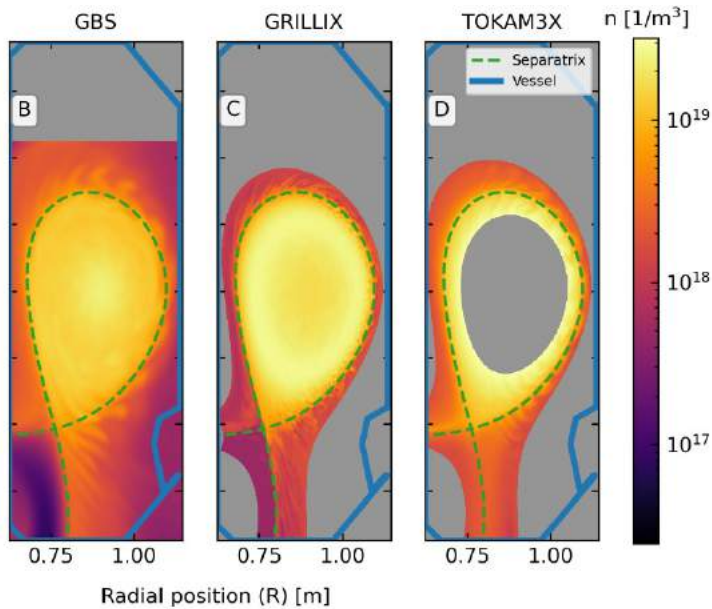 GBS GRILLIX TOKAM3X n [1/m³]
B C D
Separatrix
Vessel
10¹⁹
10¹⁸
10¹⁷
0.75 1.00 0.75 1.00 0.75 1.00
Radial position (R) [m]